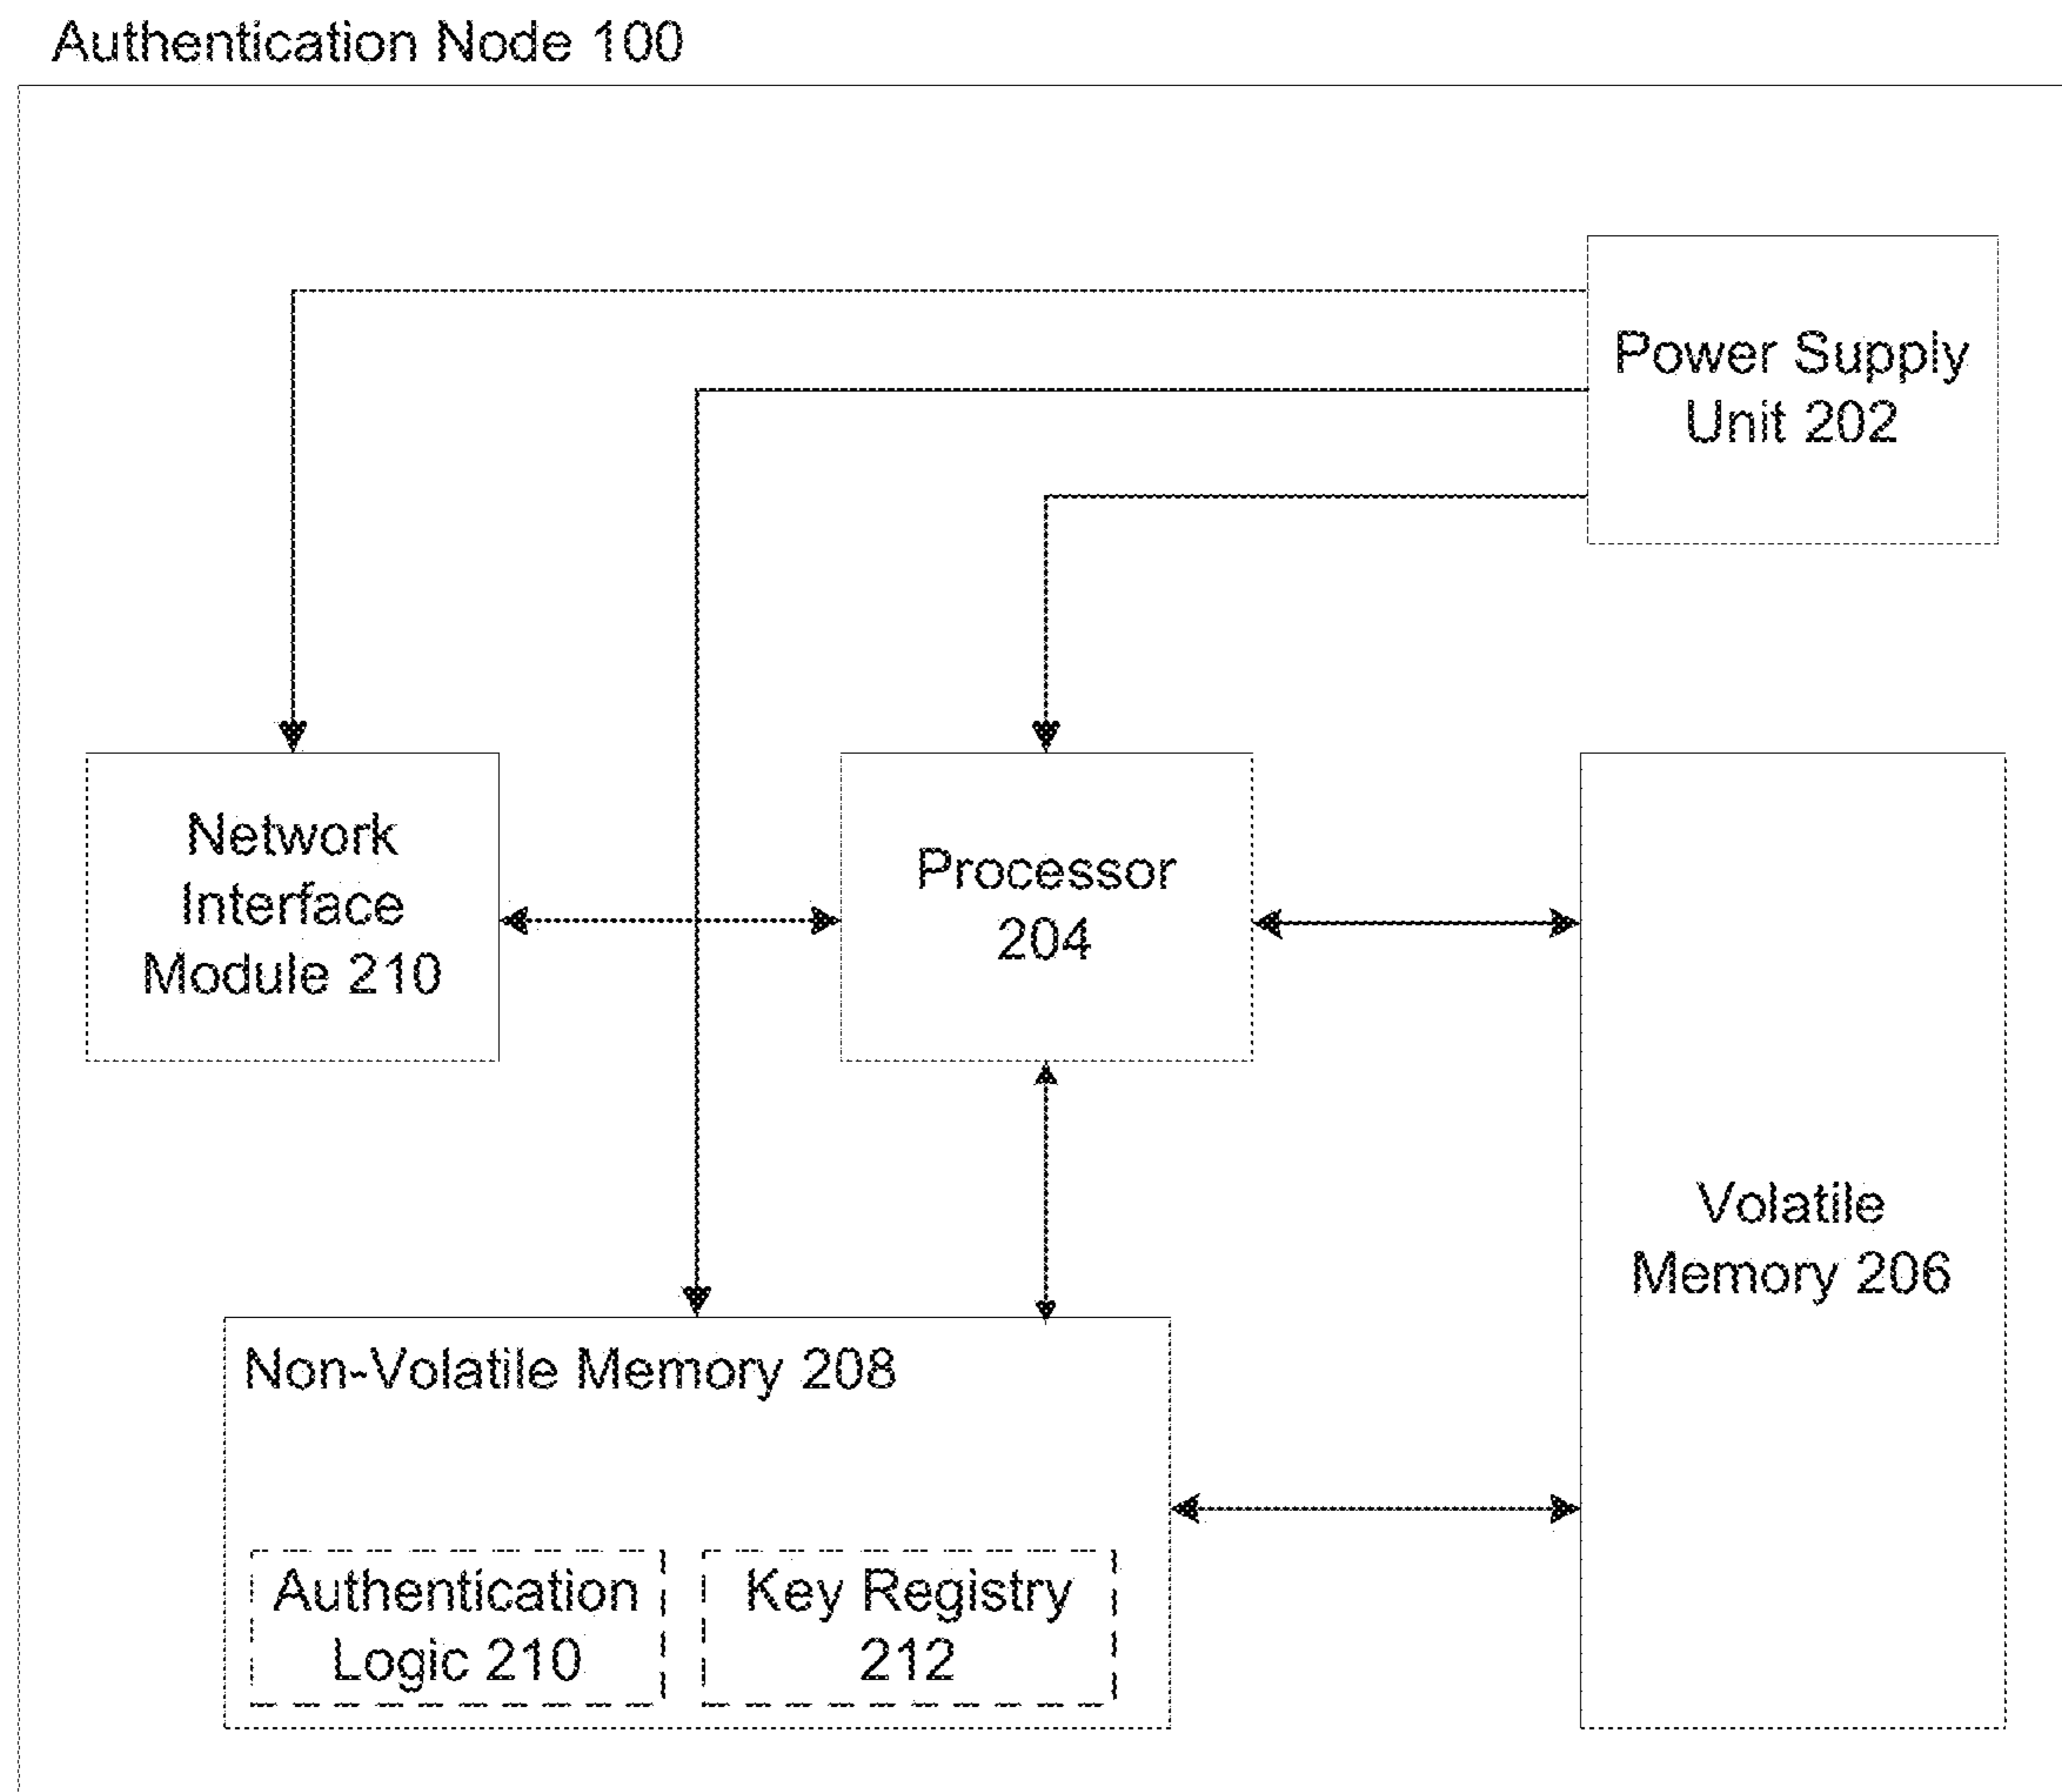 Authentication Node 100
Power Supply
Unit 202
Network
Interface
Module 210
Processor
204
Volatile
Memory 206
Non-Volatile Memory 208
Authentication
Logic 210
Key Registry
212